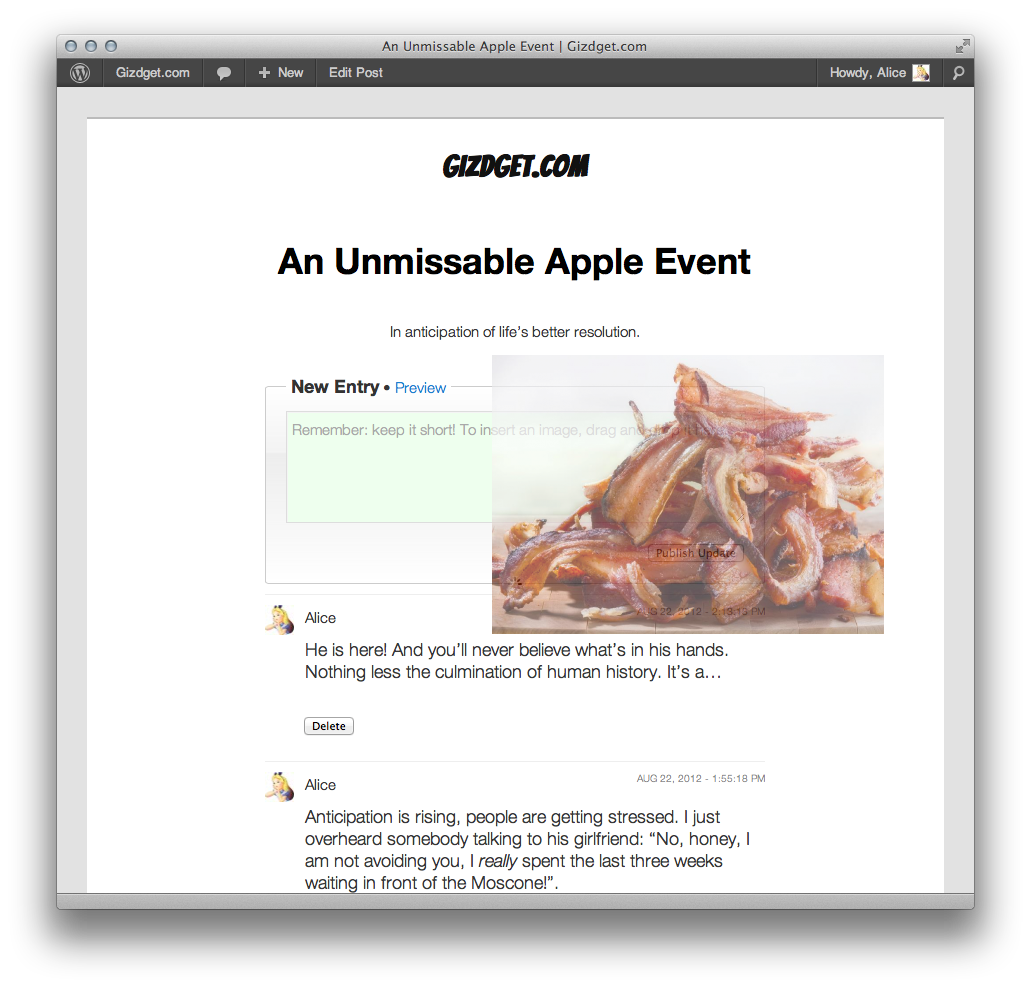 An Unmissable Apple Event | Gizdget.com
Gizdget.com
New
Edit Post
Howdy, Alice
GIZDGET.COM
An Unmissable Apple Event
In anticipation of life’s better resolution.
New Entry • Preview
Remember: keep it short! To insert an image, drag and
Publish Update
Alice
AUG 22, 2012 - 2:13:13 PM
He is here! And you’ll never believe what’s in his hands.
Nothing less the culmination of human history. It’s a…
Delete
Alice
AUG 22, 2012 - 1:55:18 PM
Anticipation is rising, people are getting stressed. I just
overheard somebody talking to his girlfriend: “No, honey, I
am not avoiding you, I really spent the last three weeks
waiting in front of the Moscone!”.